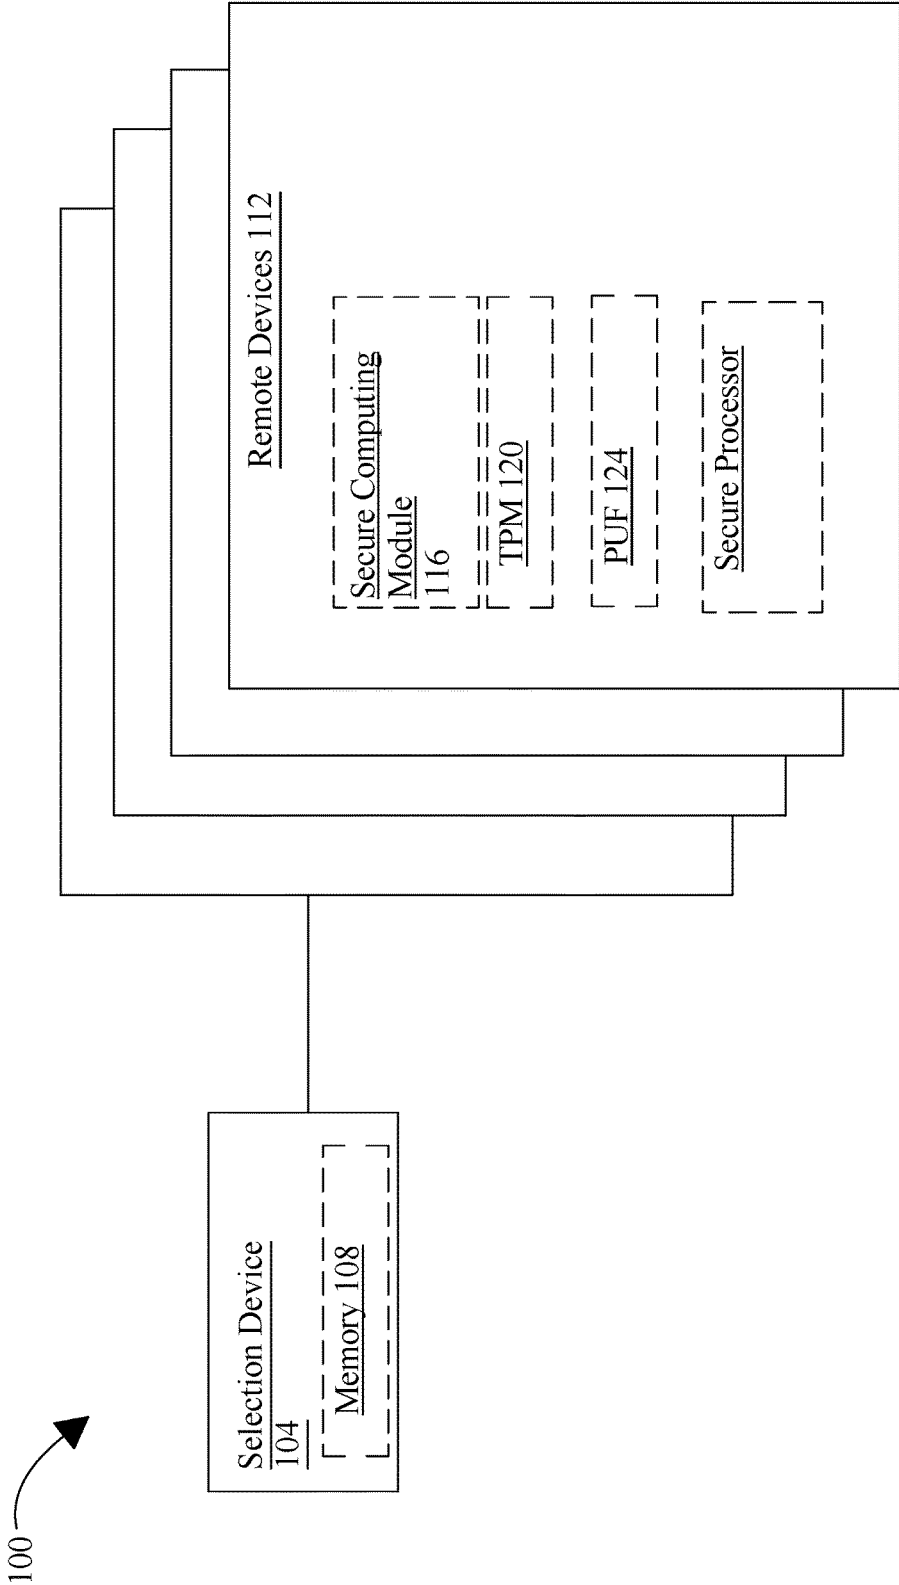 100
Selection Device
104
Memory 108
Remote Devices 112
Secure Computing
Module
116
TPM 120
PUF 124
Secure Processor